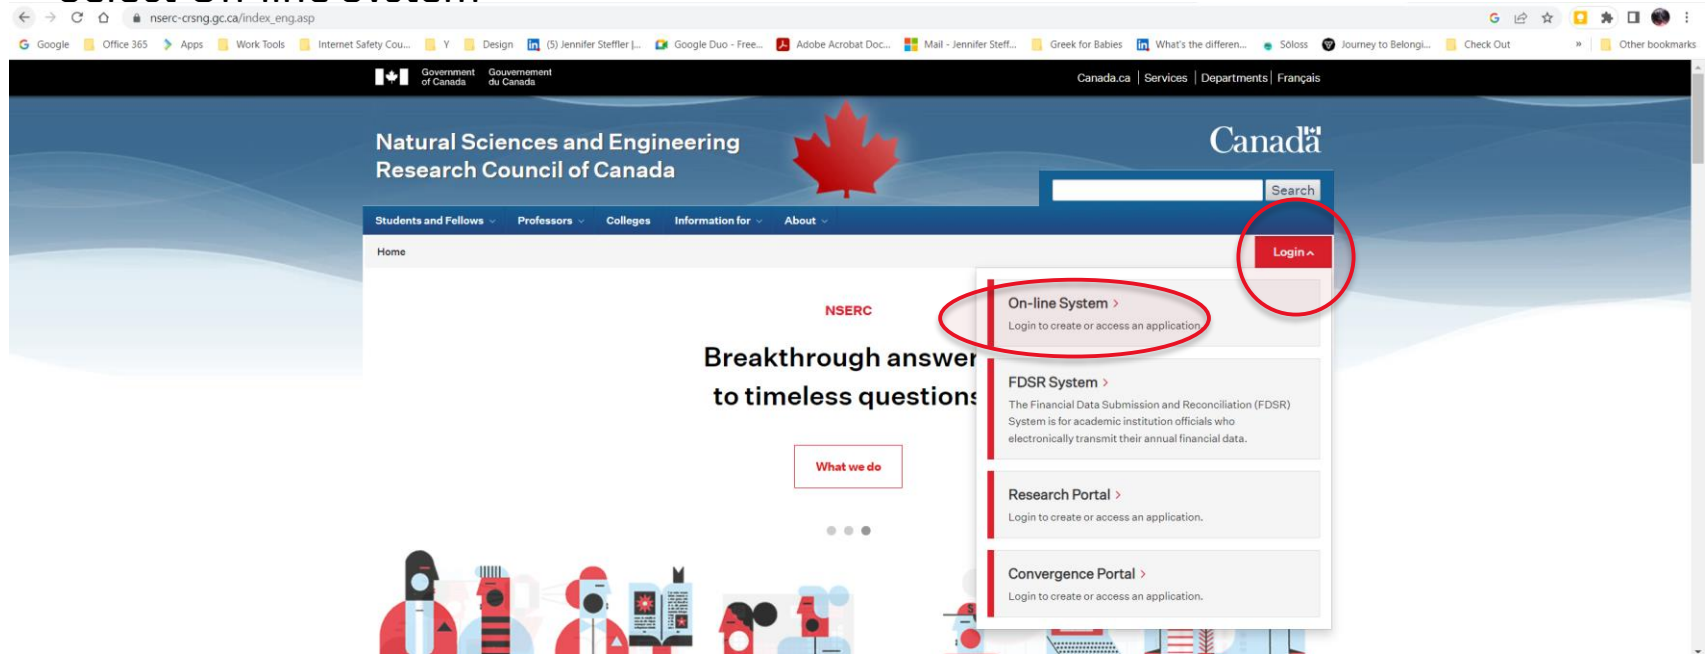 Select On-line System
nserc-crsng.gc.ca/index_eng.asp
Google Office 365 Apps Work Tools Internet Safety Cou... Y Design (5) Jennifer Steffler |... Google Duo - Free... Adobe Acrobat Doc... Mail - Jennifer Steff... Greek for Babies What's the differen... Sóloss Journey to Belongi... Check Out » Other bookmarks
Government of Canada Gouvernement du Canada
Canada.ca | Services | Departments | Français
Natural Sciences and Engineering
Research Council of Canada
Canada
Search
Students and Fellows Professors Colleges Information for About
Home
Login
NSERC
Breakthrough answer
to timeless questions
What we do
On-line System >
Login to create or access an application.
FDSR System >
The Financial Data Submission and Reconciliation (FDSR)
System is for academic institution officials who
electronically transmit their annual financial data.
Research Portal >
Login to create or access an application.
Convergence Portal >
Login to create or access an application.